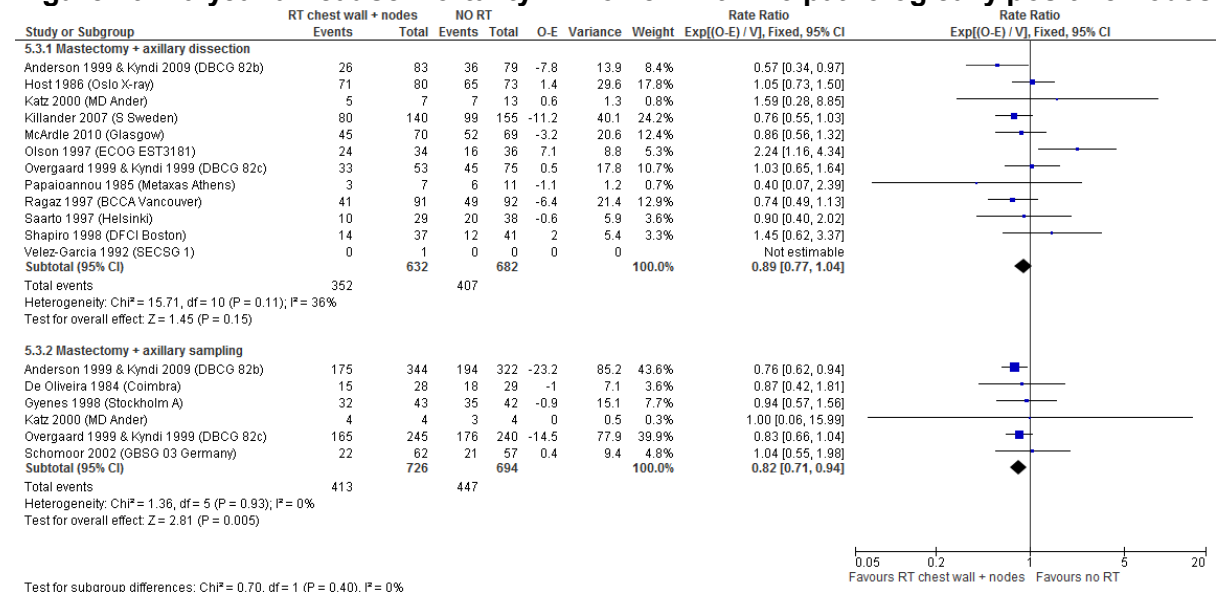 RT chest wall + nodes NO RT Rate Ratio Rate Ratio
Study or Subgroup Events Total Events Total O-E Variance Weight Exp[(O-E) / V], Fixed, 95% CI Exp[(O-E) / V], Fixed, 95% CI
5.3.1 Mastectomy + axillary dissection
Anderson 1999 & Kyndi 2009 (DBCG 82b) 26 83 36 79 -7.8 13.9 8.4% 0.57 [0.34, 0.97]
Host 1986 (Oslo X-ray) 71 80 65 73 1.4 29.6 17.8% 1.05 [0.73, 1.50]
Katz 2000 (MD Ander) 5 7 7 13 0.6 1.3 0.8% 1.59 [0.28, 8.85]
Killander 2007 (S Sweden) 80 140 99 155 -11.2 40.1 24.2% 0.76 [0.55, 1.03]
McArdle 2010 (Glasgow) 45 70 52 69 -3.2 20.6 12.4% 0.86 [0.56, 1.32]
Olson 1997 (ECOG EST3181) 24 34 16 36 7.1 8.8 5.3% 2.24 [1.16, 4.34]
Overgaard 1999 & Kyndi 1999 (DBCG 82c) 33 53 45 75 0.5 17.8 10.7% 1.03 [0.65, 1.64]
Papaioannou 1985 (Metaxas Athens) 3 7 6 11 -1.1 1.2 0.7% 0.40 [0.07, 2.39]
Ragaz 1997 (BCCA Vancouver) 41 91 49 92 -6.4 21.4 12.9% 0.74 [0.49, 1.13]
Saarto 1997 (Helsinki) 10 29 20 38 -0.6 5.9 3.6% 0.90 [0.40, 2.02]
Shapiro 1998 (DFCI Boston) 14 37 12 41 2 5.4 3.3% 1.45 [0.62, 3.37]
Velez-Garcia 1992 (SECSG 1) 0 1 0 0 0 0 Not estimable
Subtotal (95% CI) 632 682 100.0% 0.89 [0.77, 1.04]
Total events 352 407
Heterogeneity: Chi² = 15.71, df = 10 (P = 0.11); I² = 36%
Test for overall effect: Z = 1.45 (P = 0.15)
5.3.2 Mastectomy + axillary sampling
Anderson 1999 & Kyndi 2009 (DBCG 82b) 175 344 194 322 -23.2 85.2 43.6% 0.76 [0.62, 0.94]
De Oliveira 1984 (Coimbra) 15 28 18 29 -1 7.1 3.6% 0.87 [0.42, 1.81]
Gyenes 1998 (Stockholm A) 32 43 35 42 -0.9 15.1 7.7% 0.94 [0.57, 1.56]
Katz 2000 (MD Ander) 4 4 3 4 0 0.5 0.3% 1.00 [0.06, 15.99]
Overgaard 1999 & Kyndi 1999 (DBCG 82c) 165 245 176 240 -14.5 77.9 39.9% 0.83 [0.66, 1.04]
Schomoor 2002 (GBSG 03 Germany) 22 62 21 57 0.4 9.4 4.8% 1.04 [0.55, 1.98]
Subtotal (95% CI) 726 694 100.0% 0.82 [0.71, 0.94]
Total events 413 447
Heterogeneity: Chi² = 1.36, df = 5 (P = 0.93); I² = 0%
Test for overall effect: Z = 2.81 (P = 0.005)
0.05 0.2 1 5 20
Favours RT chest wall + nodes Favours no RT
Test for subgroup differences: Chi² = 0.70, df = 1 (P = 0.40), I² = 0%